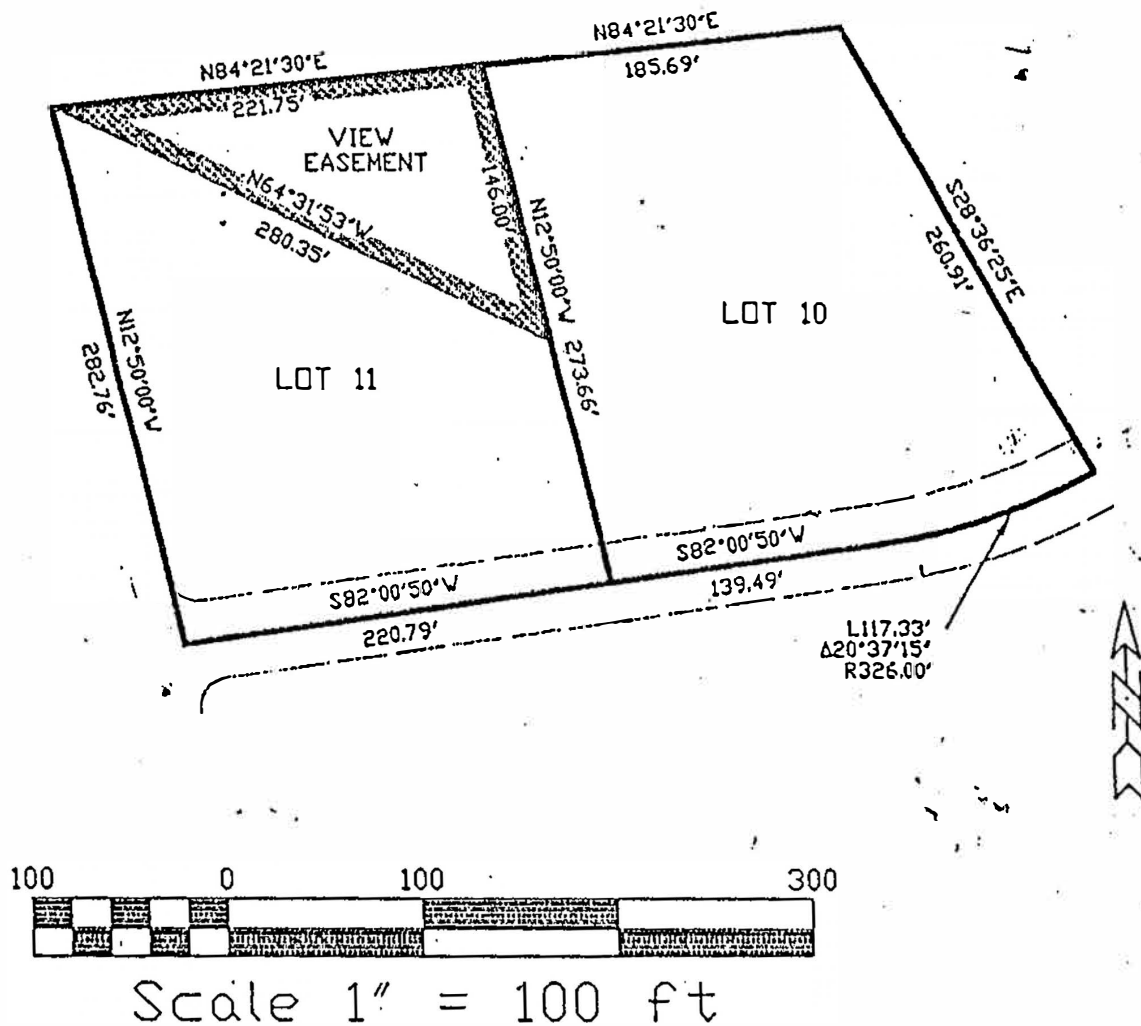 N84°21'30"E
185.69'
N84°21'30"E
221.75'
VIEW
EASEMENT
N64°31'53"W
280.35'
146.00'
N12°50'00"W 273.66'
S28°36'25"E
260.91'
LOT 10
LOT 11
N12°50'00"W
282.76'
S82°00'50"W
139.49'
S82°00'50"W
220.79'
L117.33'
Δ20°37'15"
R326.00'
N
100 0 100 300
Scale 1" = 100 ft